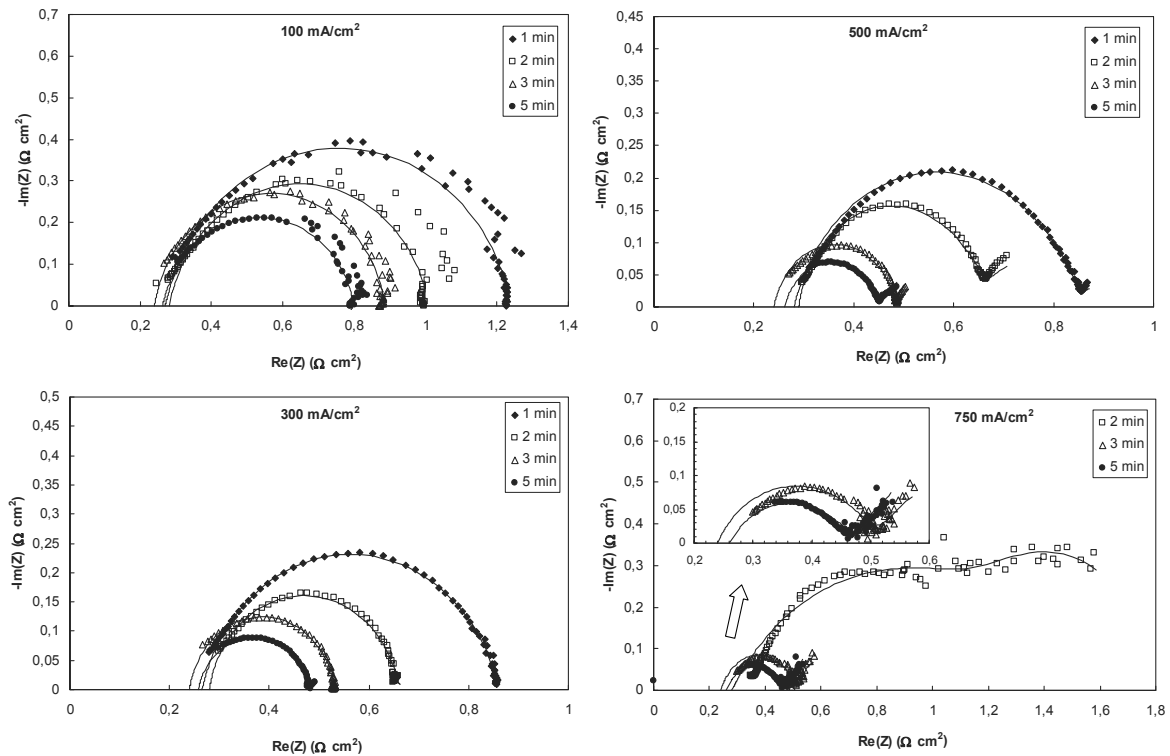 100 mA/cm²
0,7
0,6
0,5
0,4
0,3
0,2
0,1
0
-Im(Z) (Ω cm²)
1 min
2 min
3 min
5 min
0 0,2 0,4 0,6 0,8 1 1,2 1,4
Re(Z) (Ω cm²)
500 mA/cm²
0,45
0,4
0,35
0,3
0,25
0,2
0,15
0,1
0,05
0
-Im(Z) (Ω cm²)
1 min
2 min
3 min
5 min
0 0,2 0,4 0,6 0,8 1
Re(Z) (Ω cm²)
300 mA/cm²
0,5
0,45
0,4
0,35
0,3
0,25
0,2
0,15
0,1
0,05
0
-Im(Z) (Ω cm²)
1 min
2 min
3 min
5 min
0 0,2 0,4 0,6 0,8 1
Re(Z) (Ω cm²)
750 mA/cm²
0,7
0,6
0,5
0,4
0,3
0,2
0,1
0
-Im(Z) (Ω cm²)
2 min
3 min
5 min
0,2
0,15
0,1
0,05
0
0,2 0,3 0,4 0,5 0,6
0 0,2 0,4 0,6 0,8 1 1,2 1,4 1,6 1,8
Re(Z) (Ω cm²)